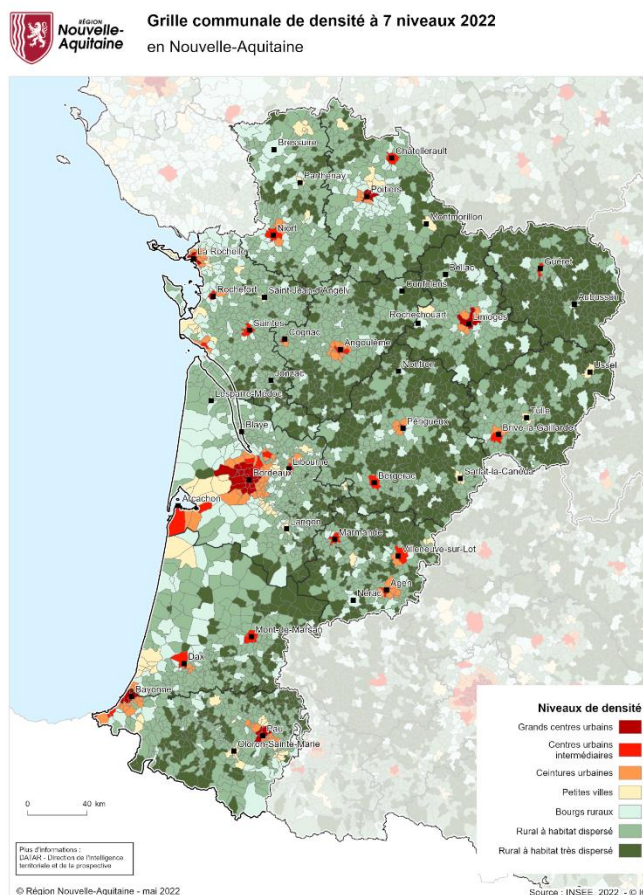 RÉGION
Nouvelle-
Aquitaine
Grille communale de densité à 7 niveaux 2022
en Nouvelle-Aquitaine
Bressuire
Châtellerault
Parthenay
Poitiers
Montmorillon
Niort
La Rochelle
Bellac
Guéret
Confolens
Rochefort
Saint-Jean-d'Angély
Aubusson
Rochechouart
Limoges
Saintes
Cognac
Angoulême
Jonzac
Nontron
Ussel
Lesparre-Médoc
Tulle
Blaye
Périgueux
Brive-la-Gaillarde
Libourne
Bordeaux
Bergerac
Sarlat-la-Canéda
Arcachon
Langon
Marmande
Villeneuve-sur-Lot
Agen
Nérac
Mont-de-Marsan
Dax
Bayonne
Pau
Oloron-Sainte-Marie
Niveaux de densité
Grands centres urbains
Centres urbains
intermédiaires
Ceintures urbaines
Petites villes
Bourgs ruraux
Rural à habitat dispersé
Rural à habitat très dispersé
0 40 km
Plus d'informations :
DATAR - Direction de l'intelligence
territoriale et de la prospective
© Région Nouvelle-Aquitaine - mai 2022
Source : INSEE 2022 - ©